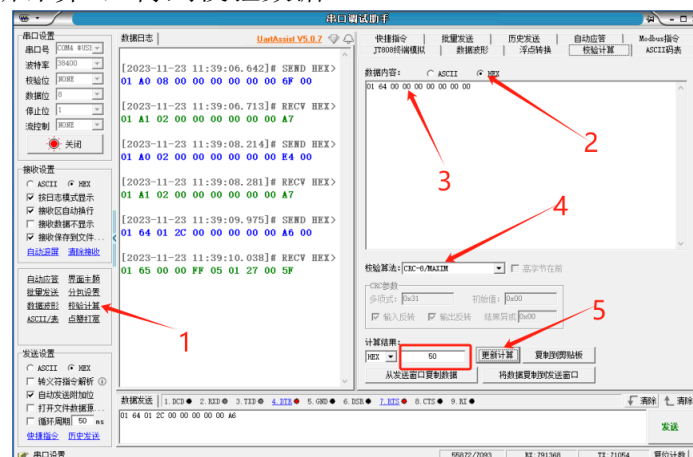 串口调试助手
串口设置
串口号 COM4 #USI
波特率 38400
校验位 NONE
数据位 8
停止位 1
流控制 NONE
关闭
接收设置
ASCII HEX
按日志模式显示
接收区自动换行
接收数据不显示
接收保存到文件...
自动滚屏 清除接收
自动应答 界面主题
批量发送 分包设置
数据波形 校验计算
ASCII/表 点赞打赏
发送设置
ASCII HEX
转义符指令解析
自动发送附加位
打开文件数据源...
循环周期 50 ms
快捷指令 历史发送
数据日志 UartAssist V5.0.7
[2023-11-23 11:39:06.642]# SEND HEX>
01 A0 08 00 00 00 00 00 6F 00
[2023-11-23 11:39:06.713]# RECV HEX>
01 A1 02 00 00 00 00 00 A7
[2023-11-23 11:39:08.214]# SEND HEX>
01 A0 02 00 00 00 00 00 E4 00
[2023-11-23 11:39:08.281]# RECV HEX>
01 A1 02 00 00 00 00 00 A7
[2023-11-23 11:39:09.975]# SEND HEX>
01 64 01 2C 00 00 00 00 A6 00
[2023-11-23 11:39:10.038]# RECV HEX>
01 65 00 00 FF 05 01 27 00 5F
快捷指令 批量发送 历史发送 自动应答 Modbus指令
JT808终端模拟 数据波形 浮点转换 校验计算 ASCII码表
数据内容: ASCII HEX
01 64 00 00 00 00 00 00 00
2
3
4
校验算法: CRC-8/MAXIM 高字节在前
CRC参数
多项式: 0x31 初始值: 0x00
输入反转 输出反转 结果异或 0x00
5
计算结果:
HEX 50 更新计算 复制到剪贴板
从发送窗口复制数据 将数据复制到发送窗口
1
数据发送 1.DCD 2.RXD 3.TXD 4.DTR 5.GND 6.DSR 7.RTS 8.CTS 9.RI 清除 清除
01 64 01 2C 00 00 00 00 A6
发送
串口设置 55872/7093 RX:791368 TX:71054 复位计数